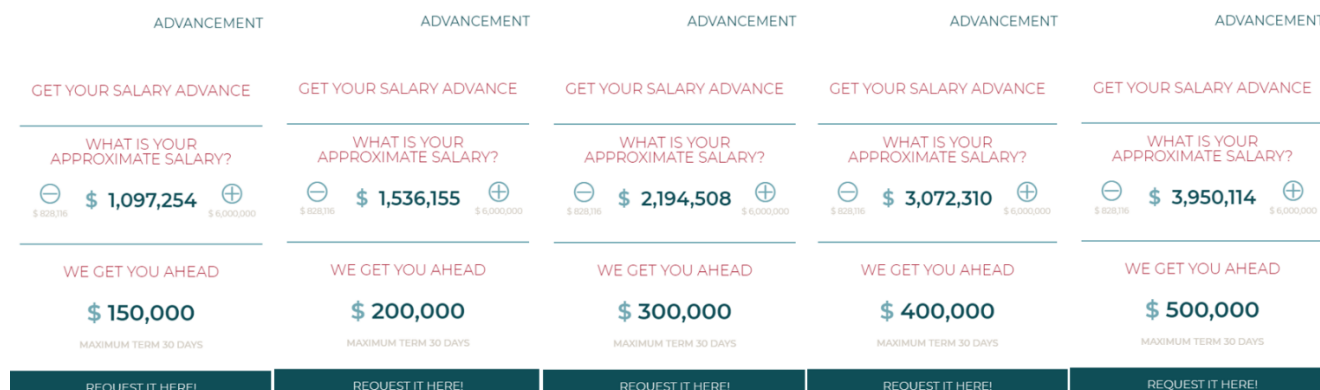 ADVANCEMENT
GET YOUR SALARY ADVANCE
WHAT IS YOUR
APPROXIMATE SALARY?
$ 1,097,254
$ 828,116
$ 6,000,000
WE GET YOU AHEAD
$ 150,000
MAXIMUM TERM 30 DAYS
REQUEST IT HERE!
ADVANCEMENT
GET YOUR SALARY ADVANCE
WHAT IS YOUR
APPROXIMATE SALARY?
$ 1,536,155
$ 828,116
$ 6,000,000
WE GET YOU AHEAD
$ 200,000
MAXIMUM TERM 30 DAYS
REQUEST IT HERE!
ADVANCEMENT
GET YOUR SALARY ADVANCE
WHAT IS YOUR
APPROXIMATE SALARY?
$ 2,194,508
$ 828,116
$ 6,000,000
WE GET YOU AHEAD
$ 300,000
MAXIMUM TERM 30 DAYS
REQUEST IT HERE!
ADVANCEMENT
GET YOUR SALARY ADVANCE
WHAT IS YOUR
APPROXIMATE SALARY?
$ 3,072,310
$ 828,116
$ 6,000,000
WE GET YOU AHEAD
$ 400,000
MAXIMUM TERM 30 DAYS
REQUEST IT HERE!
ADVANCEMENT
GET YOUR SALARY ADVANCE
WHAT IS YOUR
APPROXIMATE SALARY?
$ 3,950,114
$ 828,116
$ 6,000,000
WE GET YOU AHEAD
$ 500,000
MAXIMUM TERM 30 DAYS
REQUEST IT HERE!